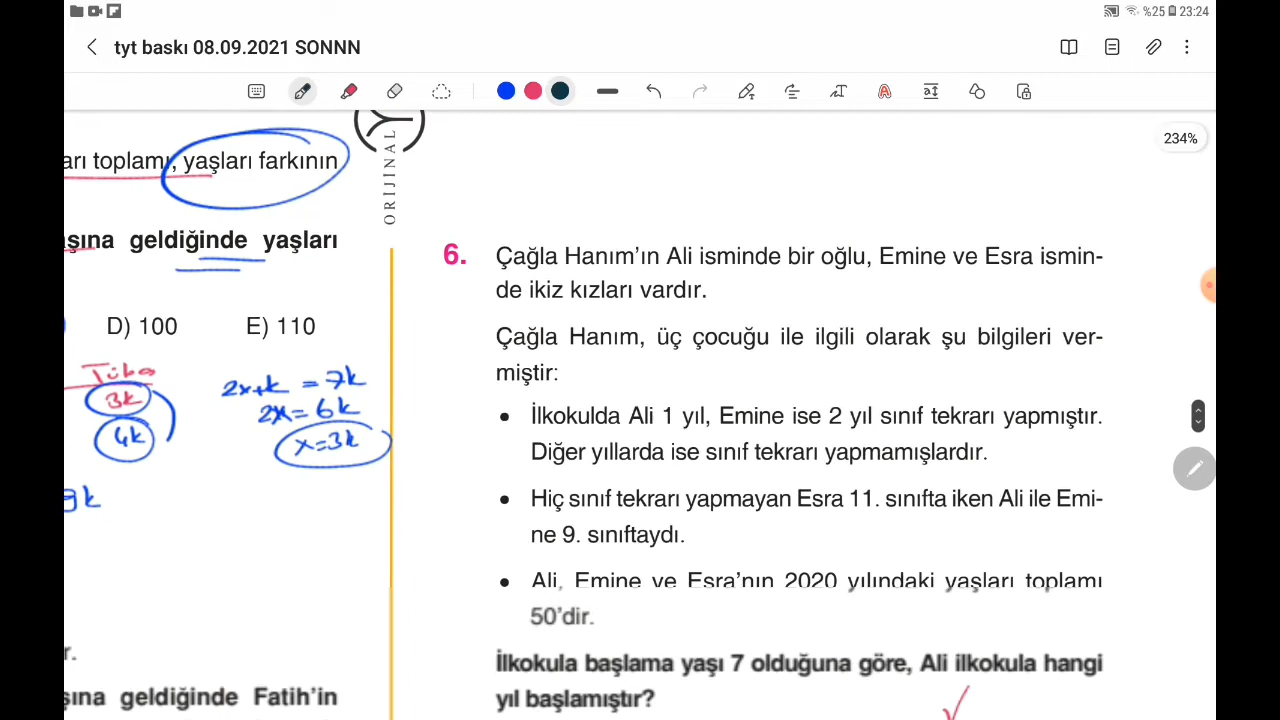 %25 23:24
tyt baskı 08.09.2021 SONNN
234%
arı toplamı, yaşları farkının
şına geldiğinde yaşları
D) 100 E) 110
Tüba
3k
4k
9k
2x+k = 7k
2x = 6k
x=3k
r.
şına geldiğinde Fatih'in
ORİJİNAL
6. Çağla Hanım'ın Ali isminde bir oğlu, Emine ve Esra ismin-
de ikiz kızları vardır.
Çağla Hanım, üç çocuğu ile ilgili olarak şu bilgileri ver-
miştir:
• İlkokulda Ali 1 yıl, Emine ise 2 yıl sınıf tekrarı yapmıştır.
Diğer yıllarda ise sınıf tekrarı yapmamışlardır.
• Hiç sınıf tekrarı yapmayan Esra 11. sınıfta iken Ali ile Emi-
ne 9. sınıftaydı.
• Ali, Emine ve Esra'nın 2020 yılındaki yaşları toplamı
50'dir.
İlkokula başlama yaşı 7 olduğuna göre, Ali ilkokula hangi
yıl başlamıştır?